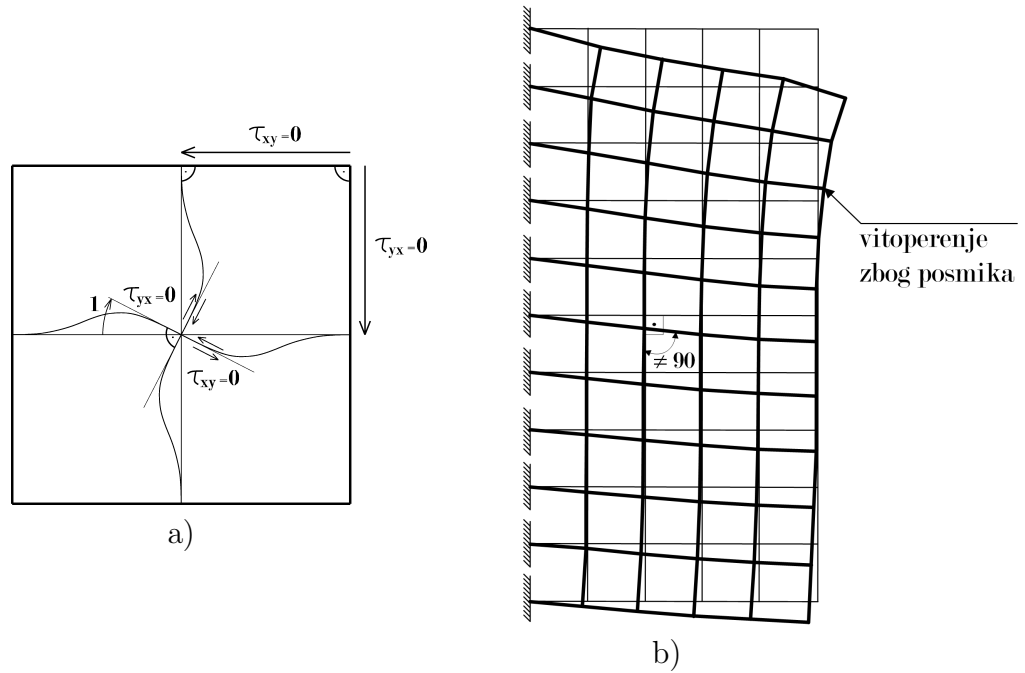 τxy=0
τyx=0
1
τyx=0
τxy=0
a)
vitoperenje
zbog posmika
≠ 90
b)